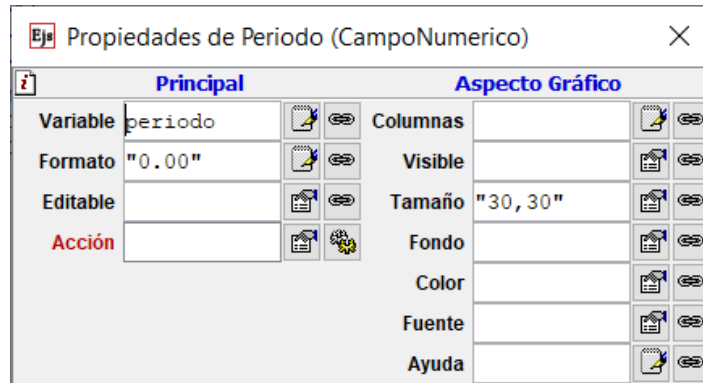 Ejs Propiedades de Periodo (CampoNumerico)
i Principal Aspecto Gráfico
Variable periodo Columnas
Formato "0.00" Visible
Editable Tamaño "30,30"
Acción Fondo
Color
Fuente
Ayuda